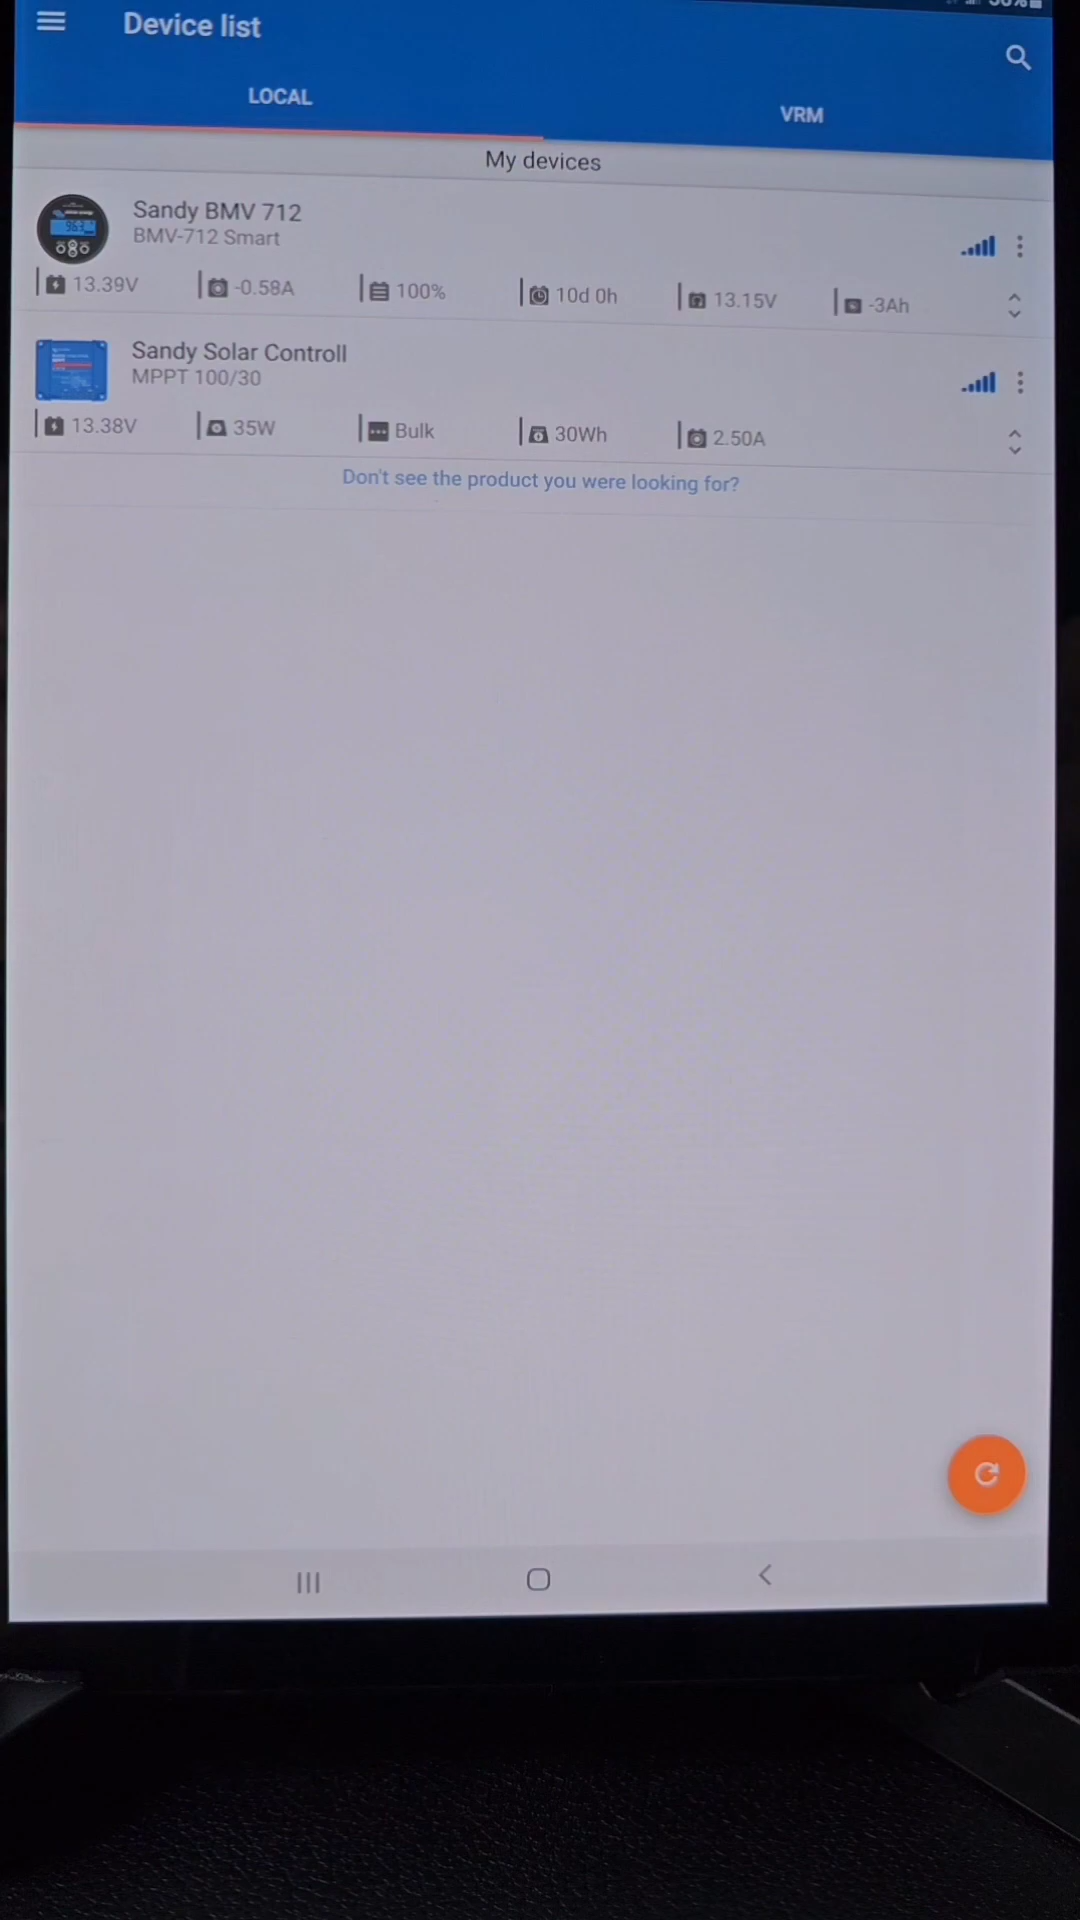 Device list
LOCAL
VRM
My devices
Sandy BMV 712
BMV-712 Smart
13.39V -0.58A 100% 10d 0h 13.15V -3Ah
Sandy Solar Controll
MPPT 100/30
13.38V 35W Bulk 30Wh 2.50A
Don't see the product you were looking for?